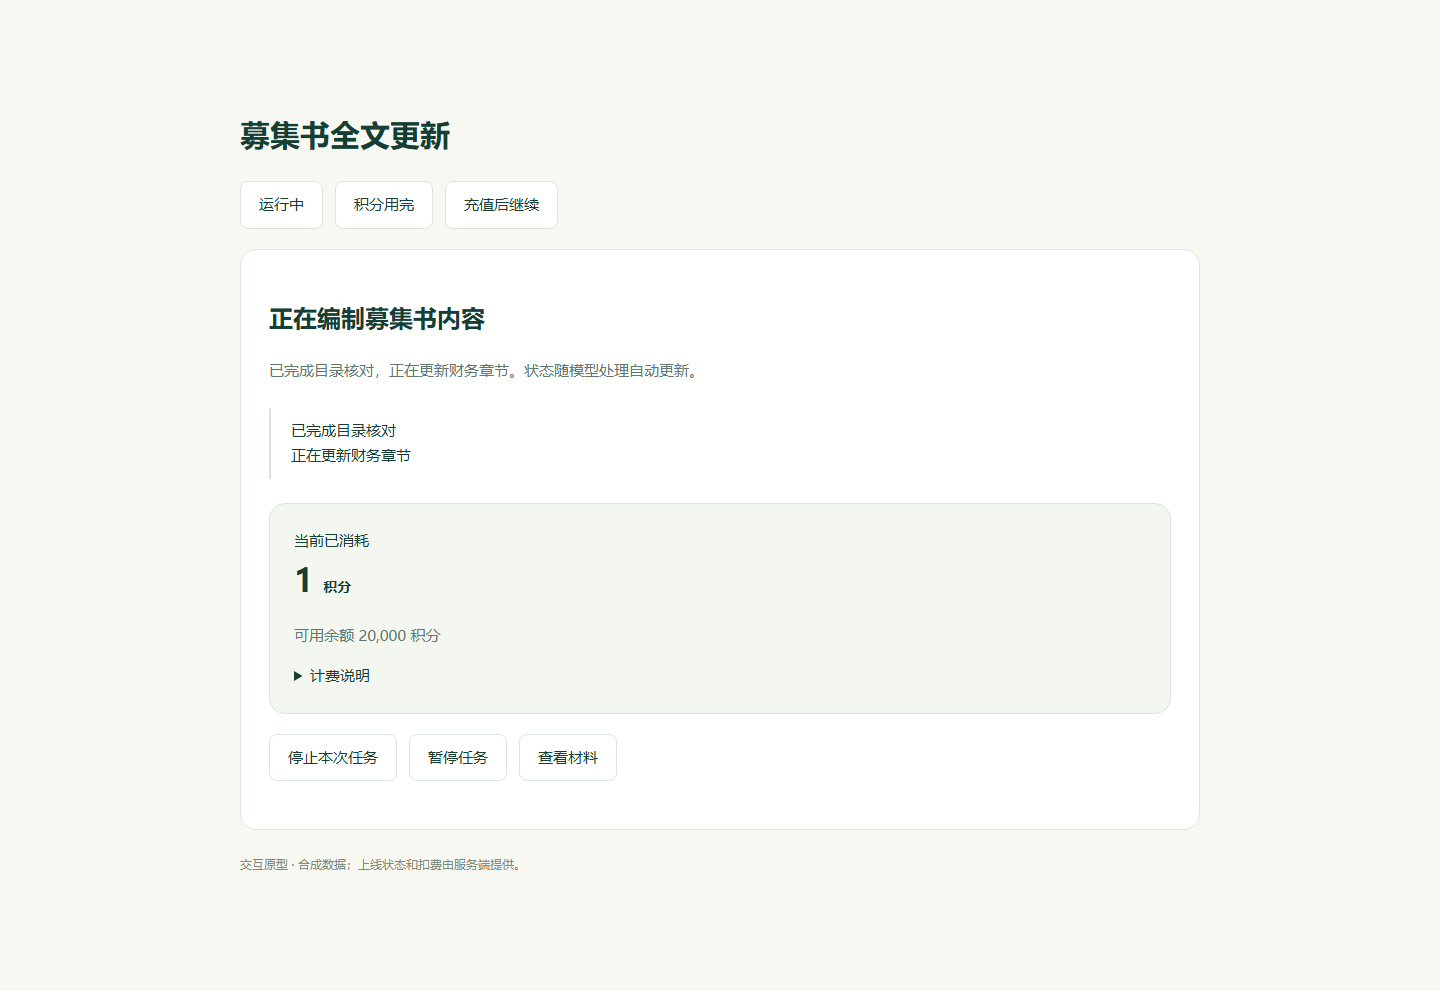 募集书全文更新
运行中 积分用完 充值后继续
正在编制募集书内容
已完成目录核对，正在更新财务章节。状态随模型处理自动更新。
已完成目录核对
正在更新财务章节
当前已消耗
1 积分
可用余额 20,000 积分
▶ 计费说明
停止本次任务 暂停任务 查看材料
交互原型 · 合成数据；上线状态和扣费由服务端提供。